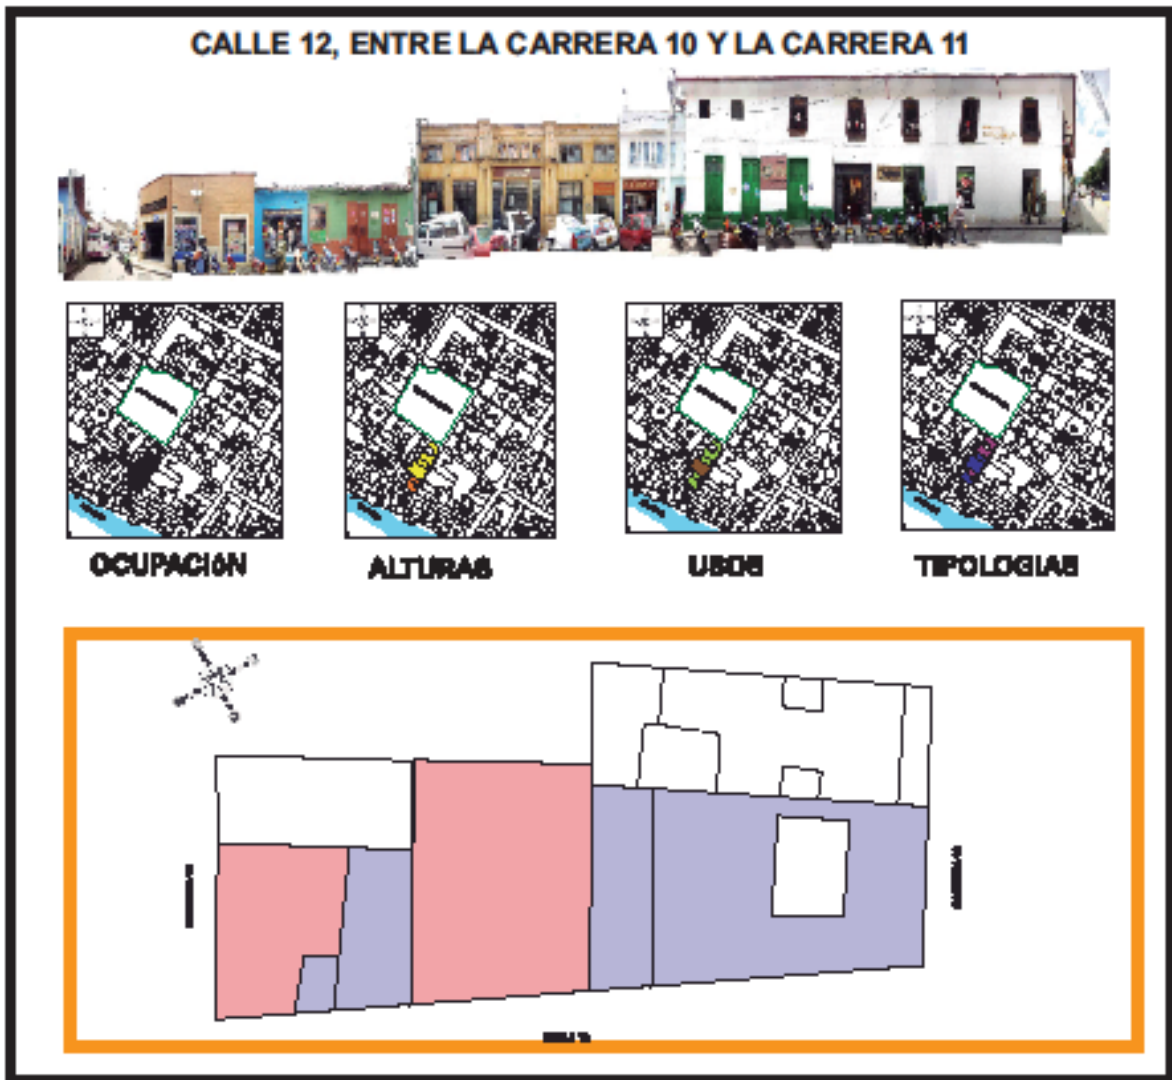 CALLE 12, ENTRE LA CARRERA 10 Y LA CARRERA 11
OCUPACIóN
ALTURAS
USOS
TIPOLOGIAS